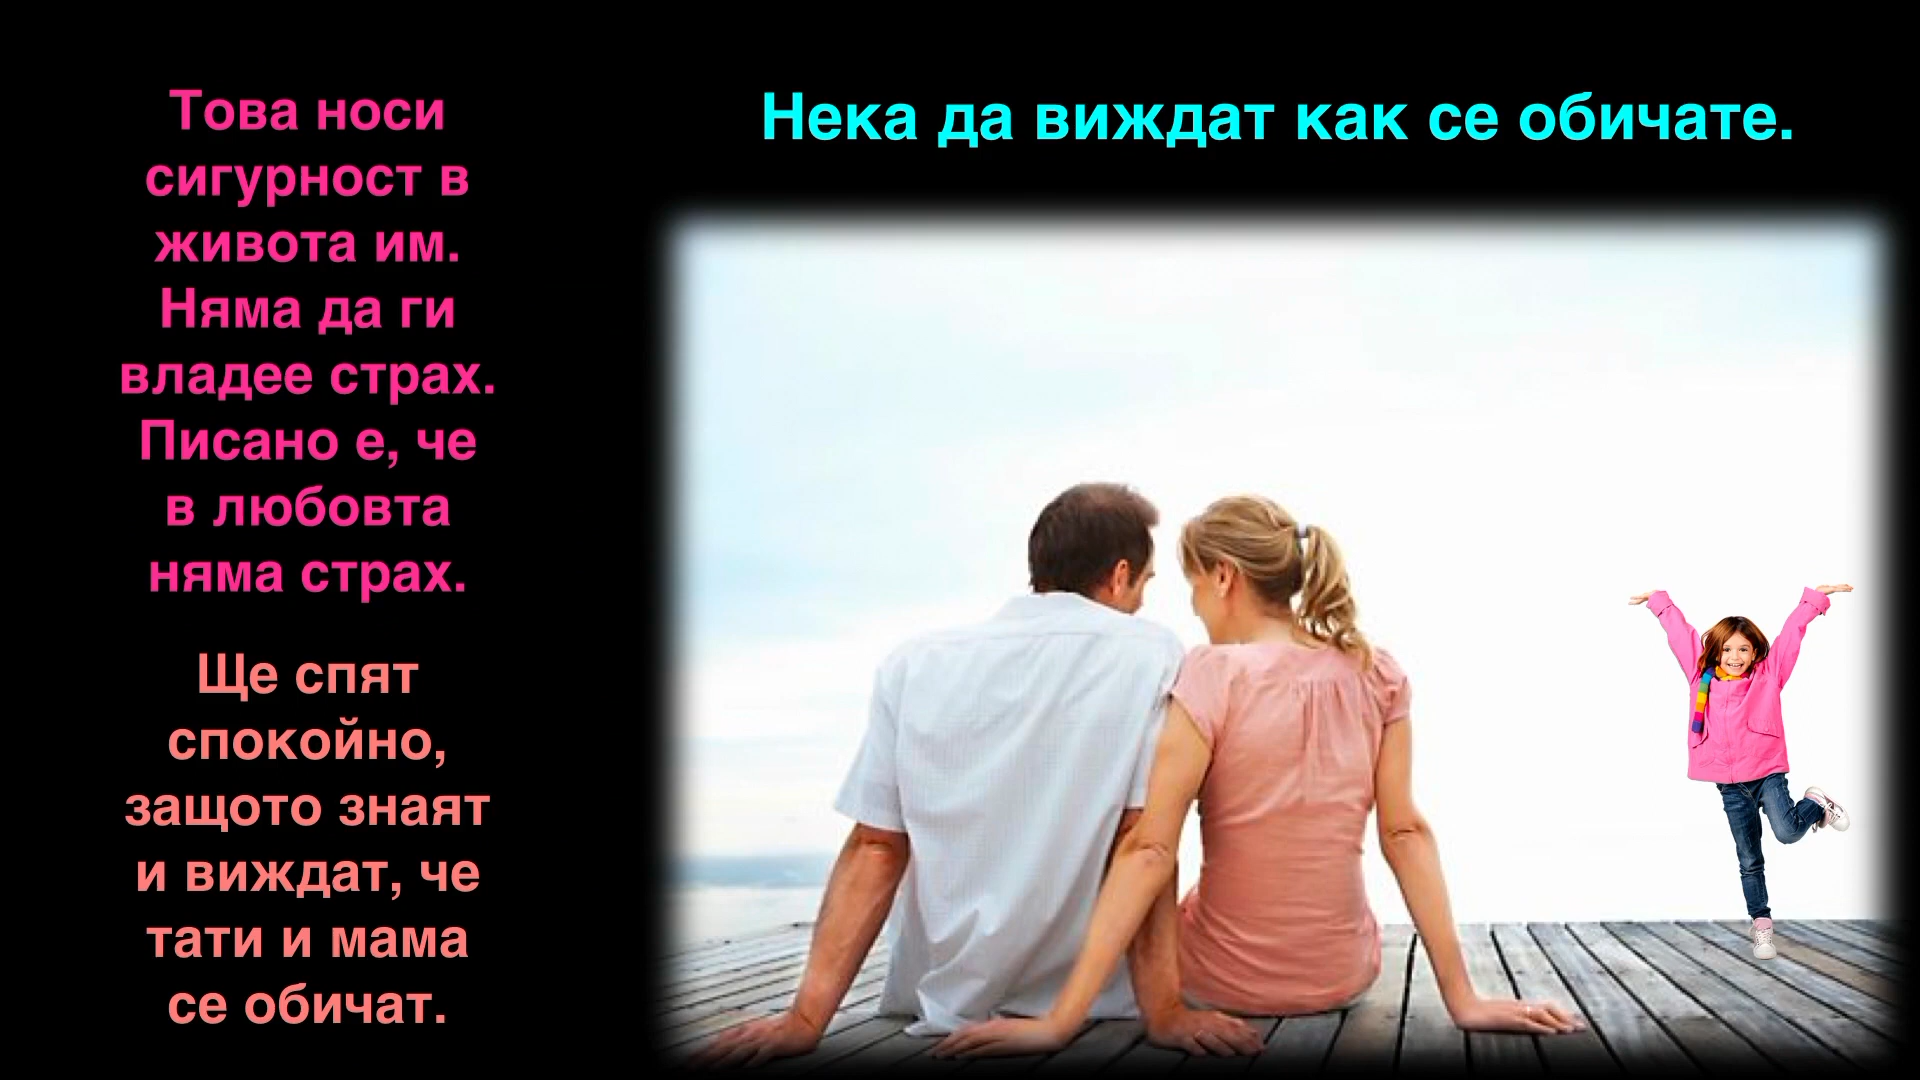 Нека да виждат как се обичате.
Това носи
сигурност в
живота им.
Няма да ги
владее страх.
Писано е, че
в любовта
няма страх.
Ще спят
спокойно,
защото знаят
и виждат, че
тати и мама
се обичат.